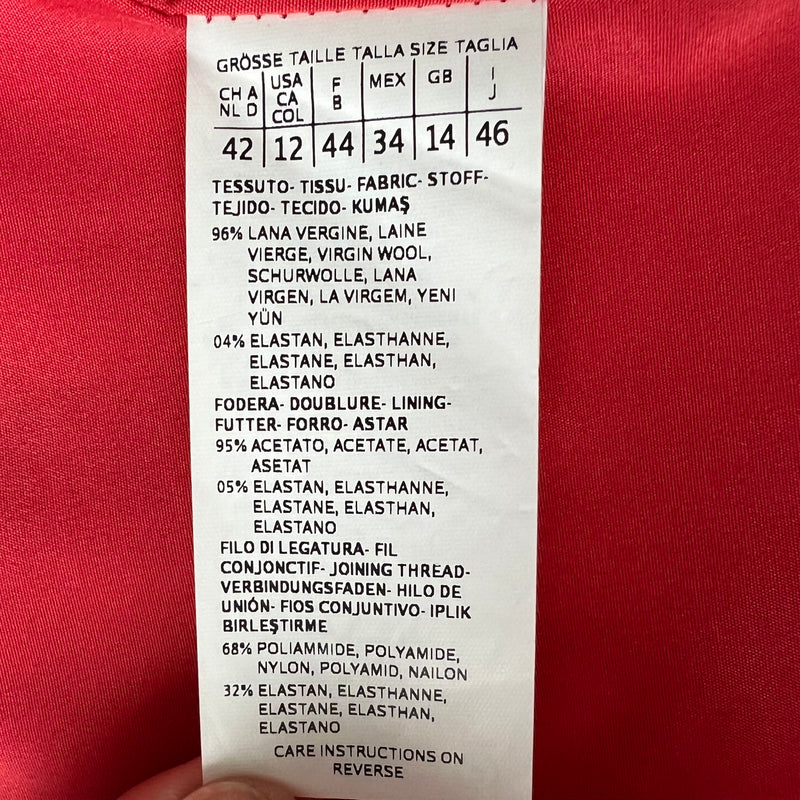 GRÖSSE TAILLE TALLA SIZE TAGLIA
CH A NL D | USA CA COL | F B | MEX | GB | I J
42 | 12 | 44 | 34 | 14 | 46
TESSUTO- TISSU- FABRIC- STOFF-
TEJIDO- TECIDO- KUMAŞ
96% LANA VERGINE, LAINE
VIERGE, VIRGIN WOOL,
SCHURWOLLE, LANA
VIRGEN, LA VIRGEM, YENI
YÜN
04% ELASTAN, ELASTHANNE,
ELASTANE, ELASTHAN,
ELASTANO
FODERA- DOUBLURE- LINING-
FUTTER- FORRO- ASTAR
95% ACETATO, ACETATE, ACETAT,
ASETAT
05% ELASTAN, ELASTHANNE,
ELASTANE, ELASTHAN,
ELASTANO
FILO DI LEGATURA- FIL
CONJONCTIF- JOINING THREAD-
VERBINDUNGSFADEN- HILO DE
UNIÓN- FIOS CONJUNTIVO- IPLIK
BIRLEŞTIRME
68% POLIAMMIDE, POLYAMIDE,
NYLON, POLYAMID, NAILON
32% ELASTAN, ELASTHANNE,
ELASTANE, ELASTHAN,
ELASTANO
CARE INSTRUCTIONS ON
REVERSE